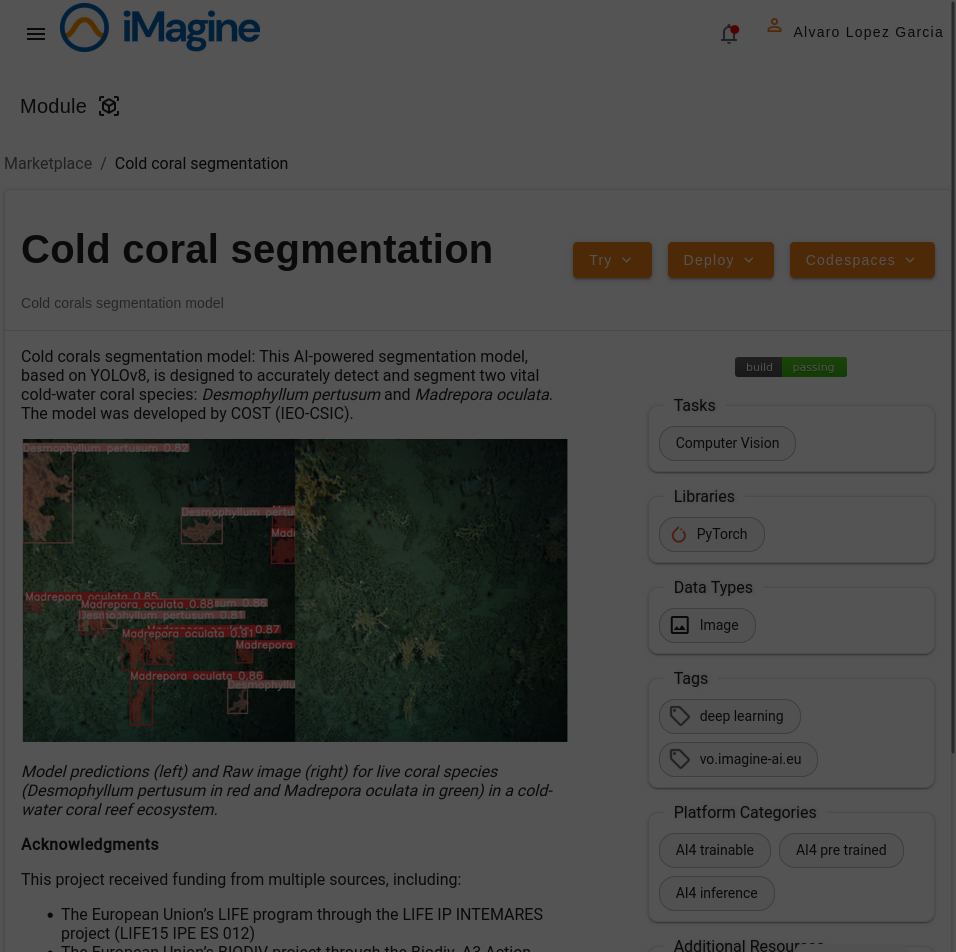 iMagine
Alvaro Lopez Garcia
Module
Marketplace / Cold coral segmentation
Cold coral segmentation
Try
Deploy
Codespaces
Cold corals segmentation model
Cold corals segmentation model: This AI-powered segmentation model,
based on YOLOv8, is designed to accurately detect and segment two vital
cold-water coral species: Desmophyllum pertusum and Madrepora oculata.
The model was developed by COST (IEO-CSIC).
Desmophyllum pertusum 0.82
Desmophyllum pertu
Mad
Madrepora oculata 0.85
Madrepora oculata 0.88
sum 0.86
Desmophyllum pertusum 0.81
0.87
Madrepora oculata 0.91
Madrepora
Madrepora oculata 0.86
Desmophyllu
Model predictions (left) and Raw image (right) for live coral species
(Desmophyllum pertusum in red and Madrepora oculata in green) in a cold-
water coral reef ecosystem.
Acknowledgments
This project received funding from multiple sources, including:
• The European Union’s LIFE program through the LIFE IP INTEMARES
project (LIFE15 IPE ES 012)
• The European Union’s BIODIV project through the Biodiv-A3 Action
build passing
Tasks
Computer Vision
Libraries
PyTorch
Data Types
Image
Tags
deep learning
vo.imagine-ai.eu
Platform Categories
AI4 trainable
AI4 pre trained
AI4 inference
Additional Resources